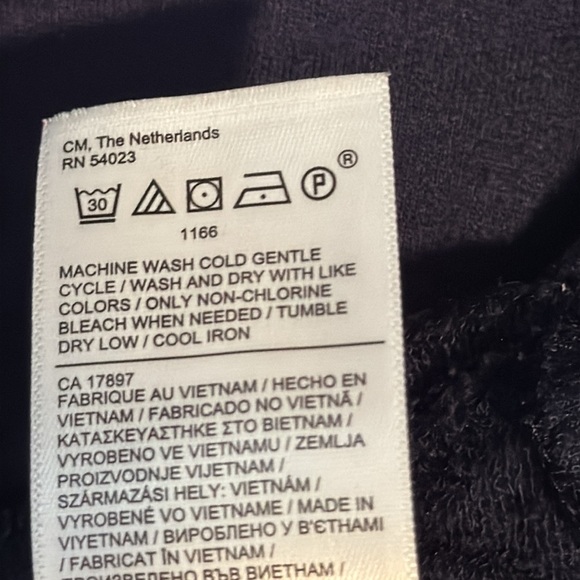 CM, The Netherlands
RN 54023
30 P ®
1166
MACHINE WASH COLD GENTLE
CYCLE / WASH AND DRY WITH LIKE
COLORS / ONLY NON-CHLORINE
BLEACH WHEN NEEDED / TUMBLE
DRY LOW / COOL IRON
CA 17897
FABRIQUE AU VIETNAM / HECHO EN
VIETNAM / FABRICADO NO VIETNÃ /
ΚΑΤΑΣΚΕΥΑΣΤΗΚΕ ΣΤΟ ΒΙΕΤΝΑΜ /
VYROBENO VE VIETNAMU / ZEMLJA
PROIZVODNJE VIJETNAM /
SZÁRMAZÁSI HELY: VIETNÁM /
VYROBENÉ VO VIETNAME / MADE IN
VIYETNAM / ВИРОБЛЕНО У В'ЄТНАМІ
/ FABRICAT ÎN VIETNAM /
ПРОИЗВЕДЕНО ВЪВ ВИЕТНАМ /